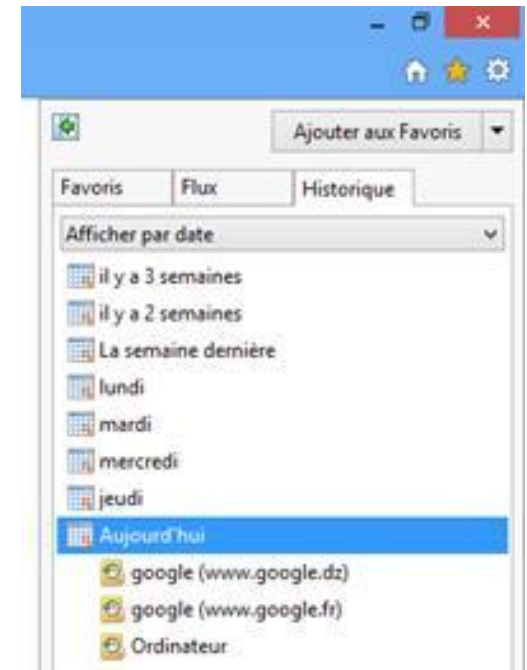 Ajouter aux Favoris
Favoris Flux Historique
Afficher par date
il y a 3 semaines
il y a 2 semaines
La semaine dernière
lundi
mardi
mercredi
jeudi
Aujourd'hui
google (www.google.dz)
google (www.google.fr)
Ordinateur